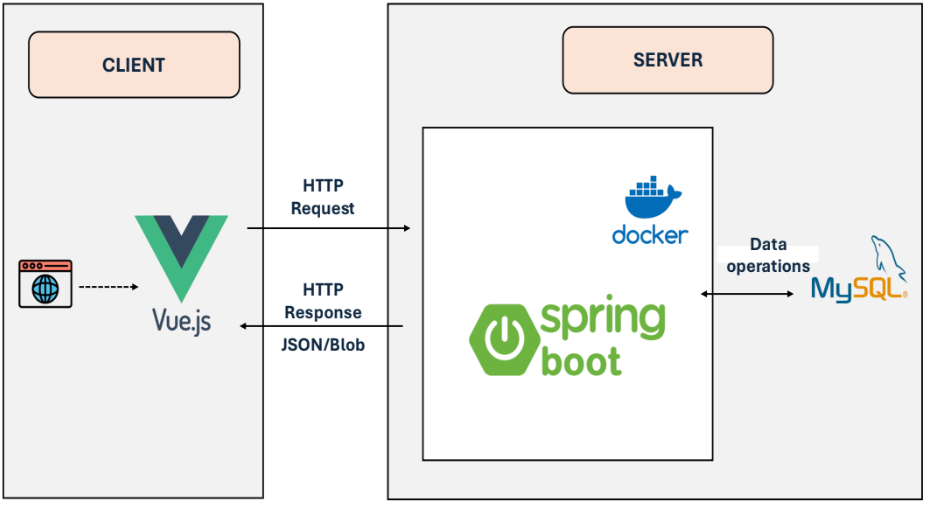 CLIENT
SERVER
HTTP
Request
docker
Data
operations
MySQL®
Vue.js
HTTP
Response
JSON/Blob
spring
boot